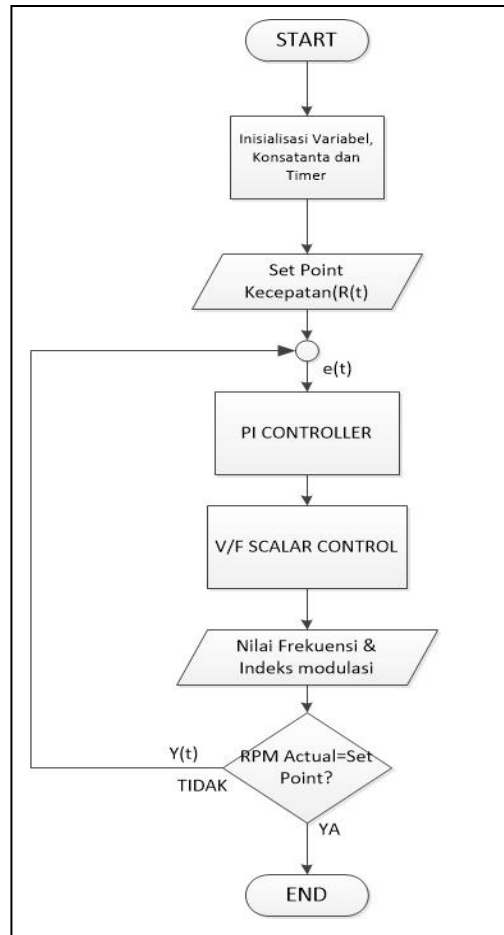 START
Inisialisasi Variabel,
Konsatanta dan
Timer
Set Point
Kecepatan(R(t)
e(t)
PI CONTROLLER
V/F SCALAR CONTROL
Nilai Frekuensi &
Indeks modulasi
RPM Actual=Set
Point?
Y(t)
TIDAK
YA
END